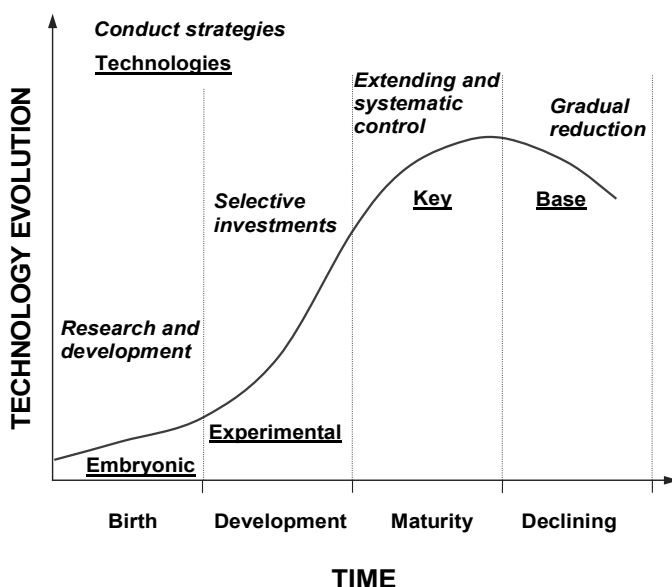 Conduct strategies
Technologies
Extending and
systematic
control
Gradual
reduction
Selective
investments
Key
Base
Research and
development
Experimental
Embryonic
TECHNOLOGY EVOLUTION
Birth
Development
Maturity
Declining
TIME